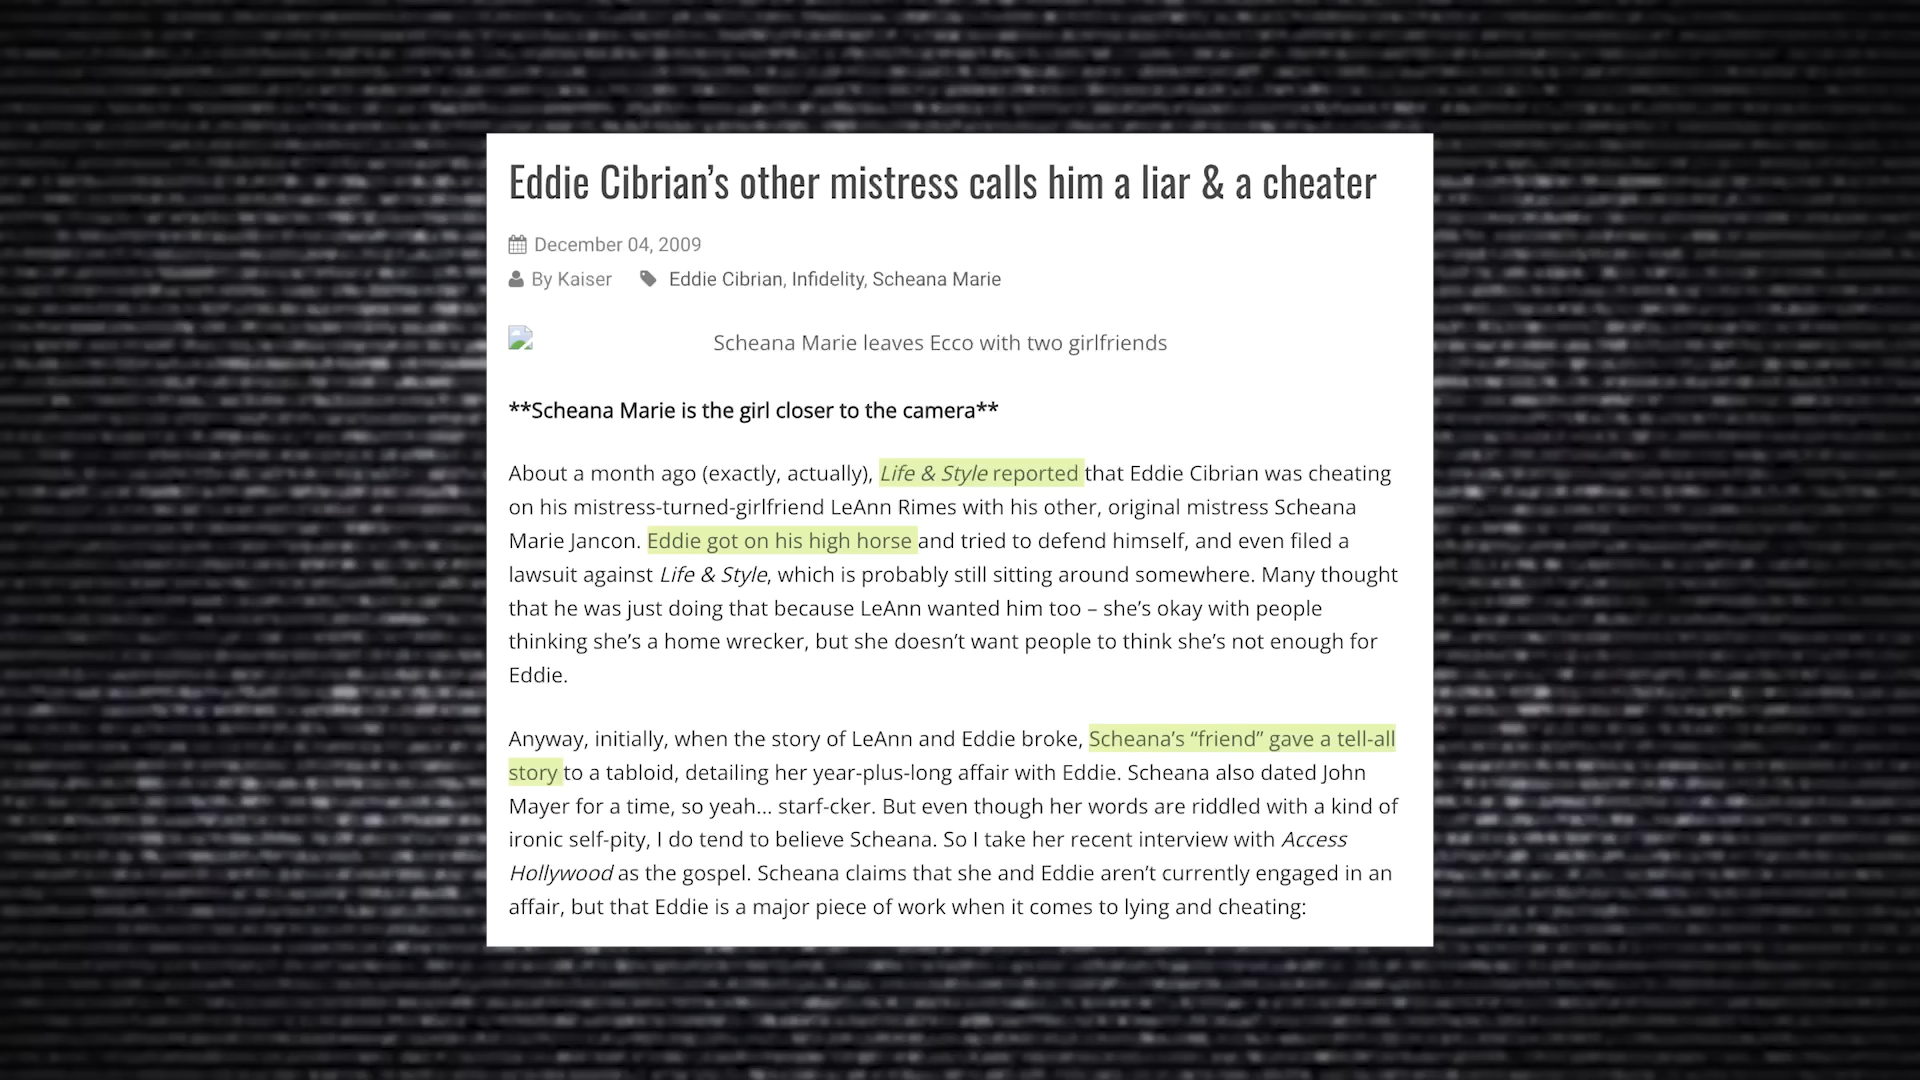 Eddie Cibrian’s other mistress calls him a liar & a cheater
December 04, 2009
By Kaiser Eddie Cibrian, Infidelity, Scheana Marie
Scheana Marie leaves Ecco with two girlfriends
**Scheana Marie is the girl closer to the camera**
About a month ago (exactly, actually), Life & Style reported that Eddie Cibrian was cheating
on his mistress-turned-girlfriend LeAnn Rimes with his other, original mistress Scheana
Marie Jancon. Eddie got on his high horse and tried to defend himself, and even filed a
lawsuit against Life & Style, which is probably still sitting around somewhere. Many thought
that he was just doing that because LeAnn wanted him too – she’s okay with people
thinking she’s a home wrecker, but she doesn’t want people to think she’s not enough for
Eddie.
Anyway, initially, when the story of LeAnn and Eddie broke, Scheana’s “friend” gave a tell-all
story to a tabloid, detailing her year-plus-long affair with Eddie. Scheana also dated John
Mayer for a time, so yeah… starf-cker. But even though her words are riddled with a kind of
ironic self-pity, I do tend to believe Scheana. So I take her recent interview with Access
Hollywood as the gospel. Scheana claims that she and Eddie aren’t currently engaged in an
affair, but that Eddie is a major piece of work when it comes to lying and cheating: